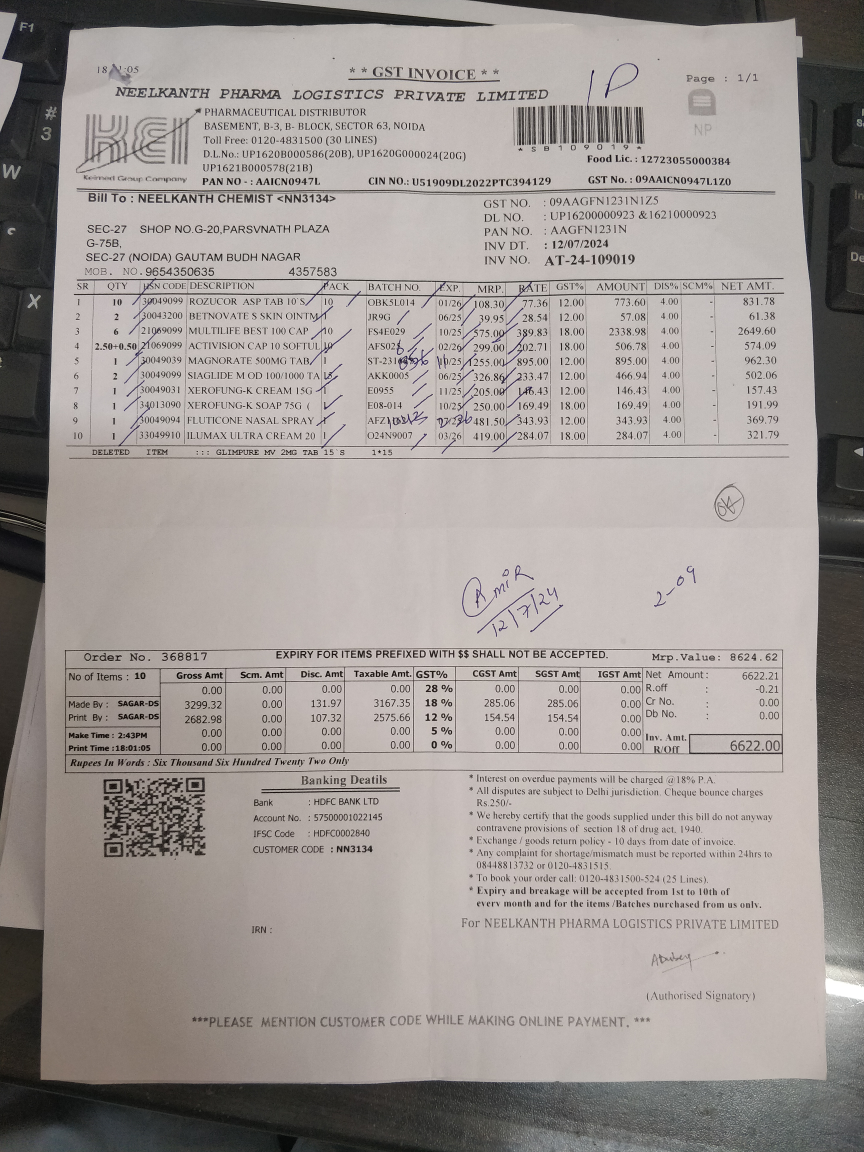 ** GST INVOICE **
1P
Page : 1/1
NEELKANTH PHARMA LOGISTICS PRIVATE LIMITED
NP
KEI
Keimed Group Company
PHARMACEUTICAL DISTRIBUTOR
BASEMENT, B-3, B- BLOCK, SECTOR 63, NOIDA
Toll Free: 0120-4831500 (30 LINES)
D.L.No.: UP1620B000586(20B), UP1620G000024(20G)
UP1621B000578(21B)
PAN NO - : AAICN0947L CIN NO.: U51909DL2022PTC394129 GST No. : 09AAICN0947L1Z0
*SB109019*
Food Lic. : 12723055000384
Bill To : NEELKANTH CHEMIST <NN3134>
SEC-27 SHOP NO.G-20,PARSVNATH PLAZA
G-75B,
SEC-27 (NOIDA) GAUTAM BUDH NAGAR
MOB. NO.9654350635 4357583
GST NO. : 09AAGFN1231N1Z5
DL NO. : UP16200000923 &16210000923
PAN NO. : AAGFN1231N
INV DT. : 12/07/2024
INV NO. AT-24-109019
SR QTY HSN CODE DESCRIPTION PACK BATCH NO. EXP. MRP. RATE GST% AMOUNT DIS% SCM% NET AMT.
1 10 30049099 ROZUCOR ASP TAB 10`S 10 OBK5L014 01/26 108.30 77.36 12.00 773.60 4.00 - 831.78
2 2 30043200 BETNOVATE S SKIN OINTM 1 JR9G 06/25 39.95 28.54 12.00 57.08 4.00 - 61.38
3 6 21069099 MULTILIFE BEST 100 CAP 10 FS4E029 10/25 575.00 389.83 18.00 2338.98 4.00 - 2649.60
4 2.50+0.50 21069099 ACTIVISION CAP 10 SOFTUL 10 02/26 299.00 202.71 18.00 506.78 4.00 - 574.09
5 1 30049039 MAGNORATE 500MG TAB 1 1255.00 895.00 12.00 895.00 4.00 - 962.30
6 2 30049099 SIAGLIDE M OD 100/1000 TA 15 AKK0005 06/25 326.86 233.47 12.00 466.94 4.00 - 502.06
7 1 30049031 XEROFUNG-K CREAM 15G 1 E0955 11/25 205.00 146.43 12.00 146.43 4.00 - 157.43
8 1 34013090 XEROFUNG-K SOAP 75G ( 1 E08-014 10/25 250.00 169.49 18.00 169.49 4.00 - 191.99
9 1 30049094 FLUTICONE NASAL SPRAY 1 481.50 343.93 12.00 343.93 4.00 - 369.79
10 1 33049910 ILUMAX ULTRA CREAM 20 1 O24N9007 03/26 419.00 284.07 18.00 284.07 4.00 - 321.79
DELETED ITEM ::: GLIMPURE MV 2MG TAB 15`S 1*15
OK
Amir
12/7/24
2-09
Order No. 368817 EXPIRY FOR ITEMS PREFIXED WITH $$ SHALL NOT BE ACCEPTED. Mrp.Value: 8624.62
No of Items : 10 Gross Amt Scm. Amt Disc. Amt Taxable Amt. GST% CGST Amt SGST Amt IGST Amt Net Amount : 6622.21
0.00 0.00 0.00 0.00 28 % 0.00 0.00 0.00 R.off : -0.21
Made By : SAGAR-DS 3299.32 0.00 131.97 3167.35 18 % 285.06 285.06 0.00 Cr No. : 0.00
Print By : SAGAR-DS 2682.98 0.00 107.32 2575.66 12 % 154.54 154.54 0.00 Db No. : 0.00
Make Time : 2:43PM 0.00 0.00 0.00 0.00 5 % 0.00 0.00 0.00
Print Time :18:01:05 0.00 0.00 0.00 0.00 0 % 0.00 0.00 0.00
Inv. Amt. R/Off 6622.00
Rupees In Words : Six Thousand Six Hundred Twenty Two Only
Banking Deatils
Bank : HDFC BANK LTD
Account No. : 57500001022145
IFSC Code : HDFC0002840
CUSTOMER CODE : NN3134
* Interest on overdue payments will be charged @18% P.A.
* All disputes are subject to Delhi jurisdiction. Cheque bounce charges
Rs.250/-
* We hereby certify that the goods supplied under this bill do not anyway
contravene provisions of section 18 of drug act, 1940.
* Exchange / goods return policy - 10 days from date of invoice.
* Any complaint for shortage/mismatch must be reported within 24hrs to
08448813732 or 0120-4831515.
* To book your order call: 0120-4831500-524 (25 Lines).
* Expiry and breakage will be accepted from 1st to 10th of
every month and for the items /Batches purchased from us only.
IRN :
For NEELKANTH PHARMA LOGISTICS PRIVATE LIMITED
ADubey
(Authorised Signatory)
***PLEASE MENTION CUSTOMER CODE WHILE MAKING ONLINE PAYMENT. ***